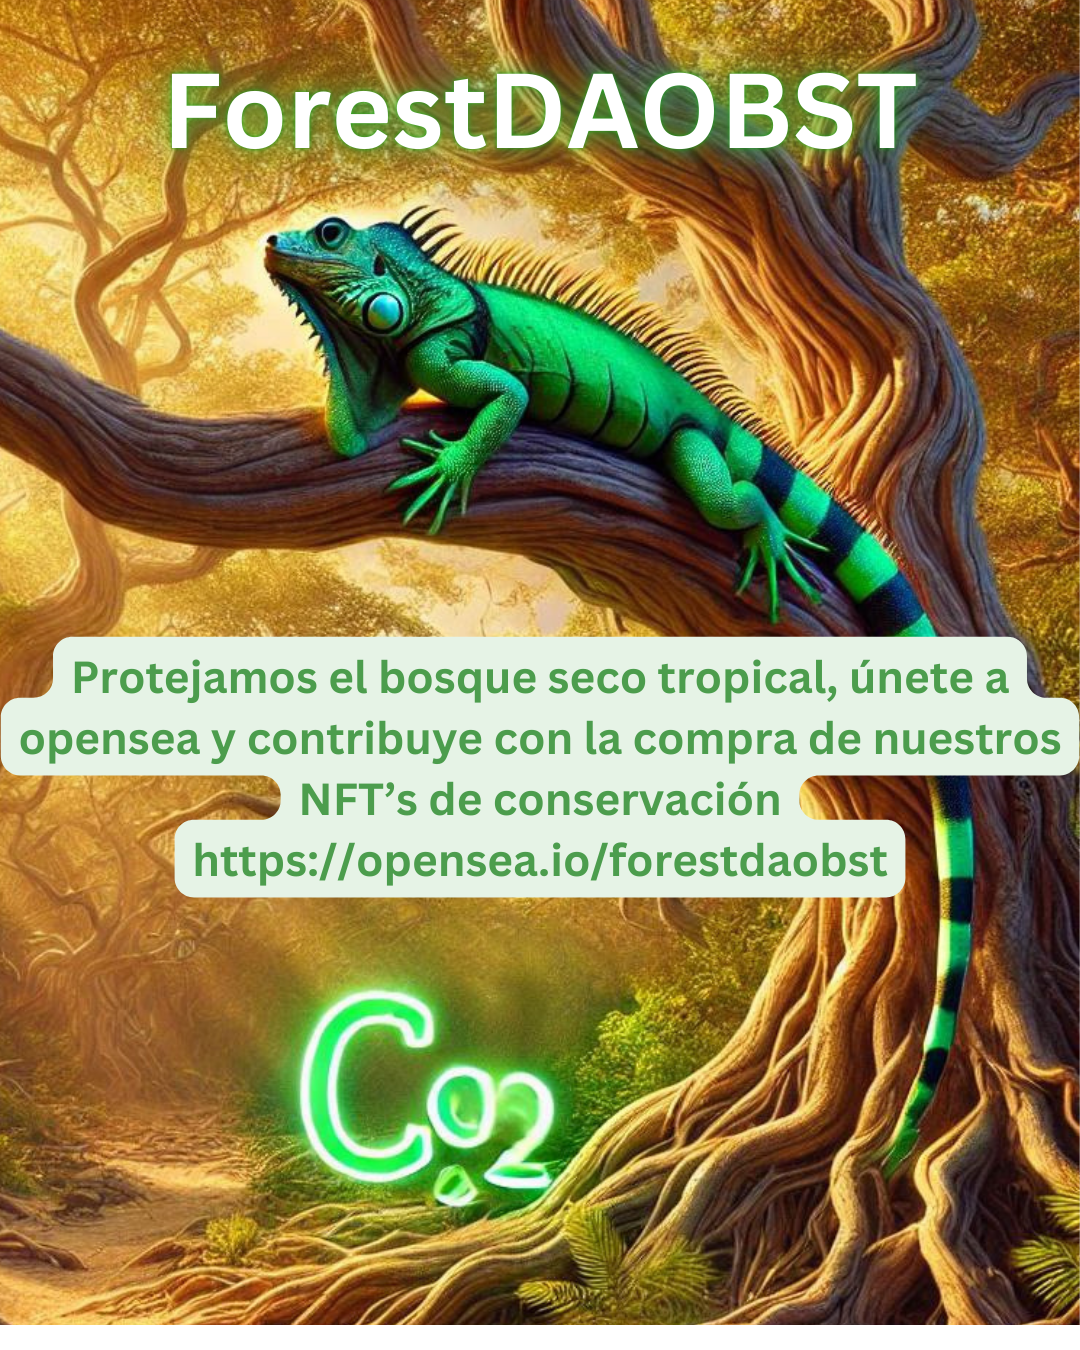 ForestDAOBST
Protejamos el bosque seco tropical, únete a
opensea y contribuye con la compra de nuestros
NFT’s de conservación
https://opensea.io/forestdaobst
Co2